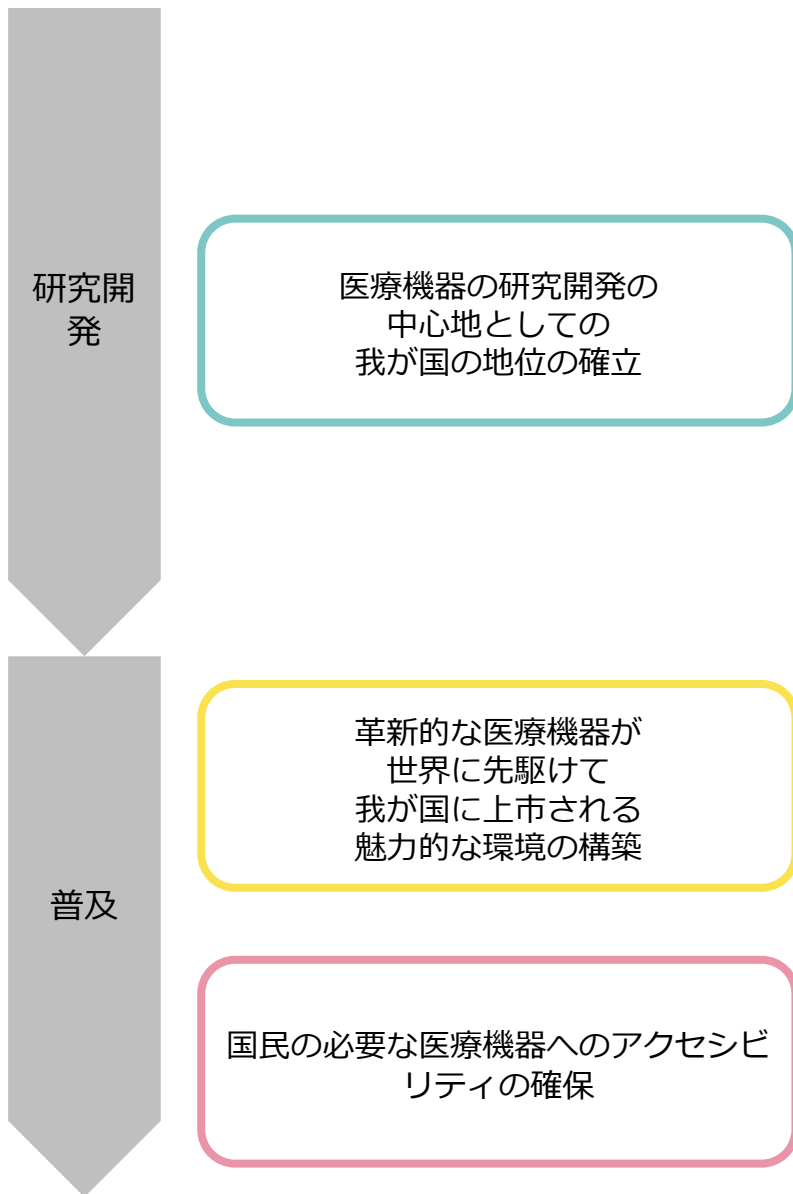 研究開
発
医療機器の研究開発の
中心地としての
我が国の地位の確立
普及
革新的な医療機器が
世界に先駆けて
我が国に上市される
魅力的な環境の構築
国民の必要な医療機器へのアクセシビ
リティの確保